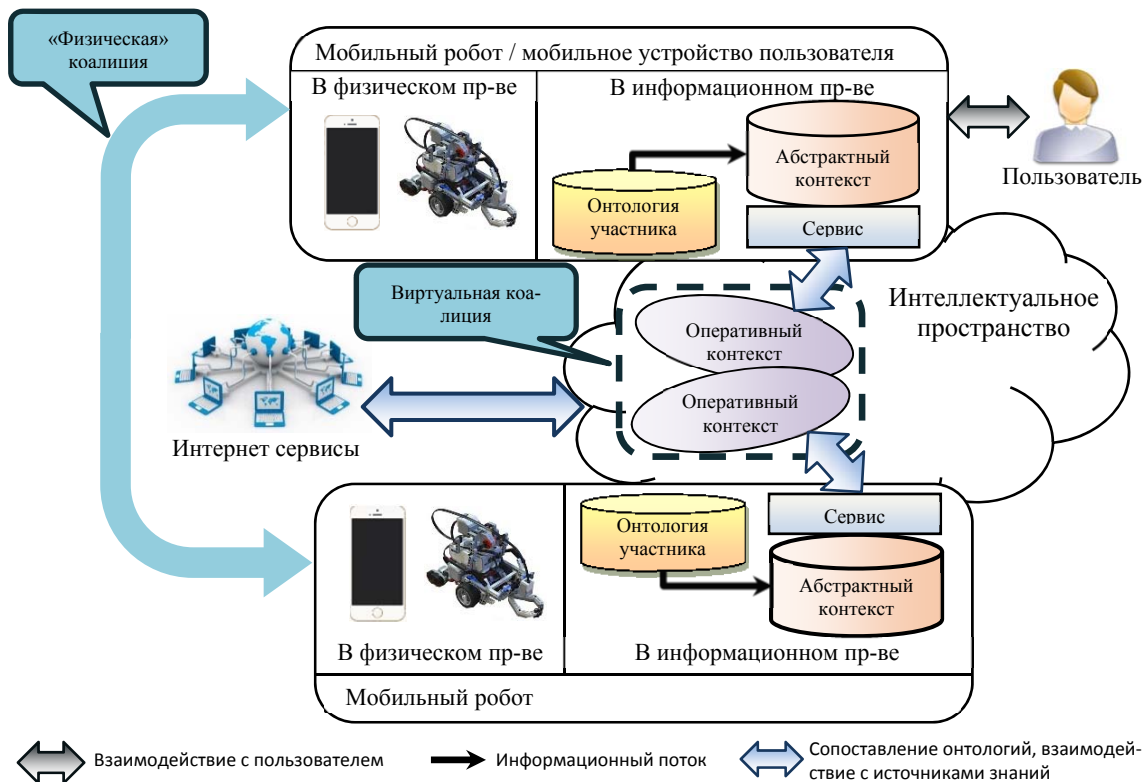 «Физическая»
коалиция
Мобильный робот / мобильное устройство пользователя
В физическом пр-ве
В информационном пр-ве
Абстрактный
контекст
Онтология
участника
Сервис
Пользователь
Виртуальная коа-
лиция
Интеллектуальное
пространство
Оперативный
контекст
Оперативный
контекст
Интернет сервисы
Онтология
участника
Сервис
Абстрактный
контекст
В физическом пр-ве
В информационном пр-ве
Мобильный робот
Взаимодействие с пользователем
Информационный поток
Сопоставление онтологий, взаимодей-
ствие с источниками знаний